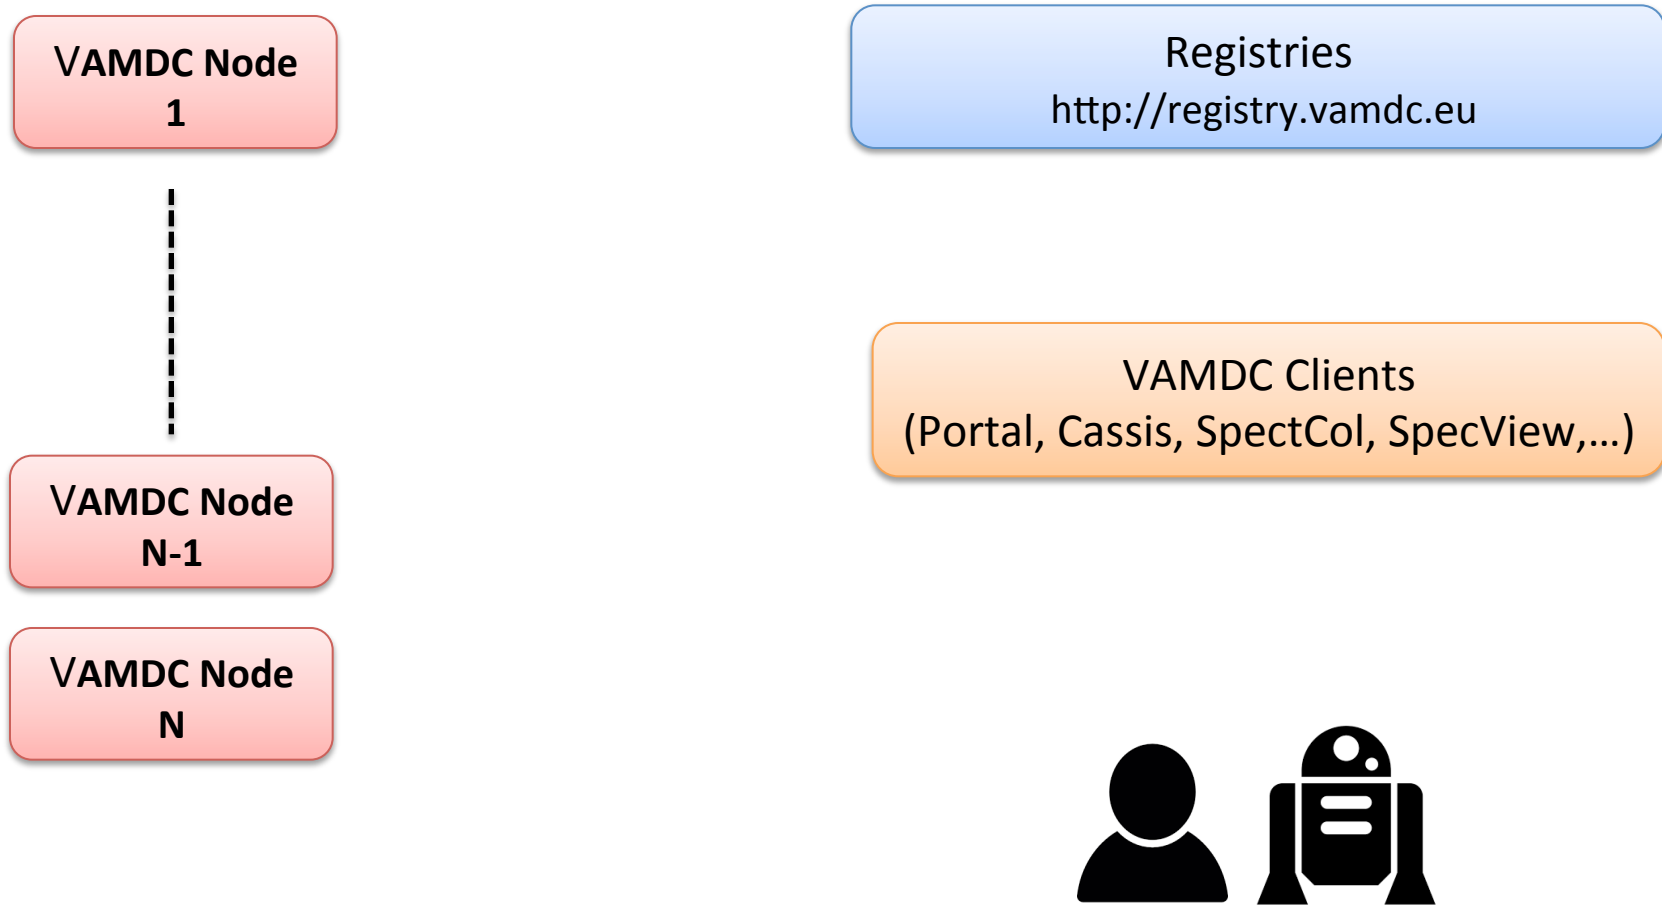 VAMDC Node
1
Registries
http://registry.vamdc.eu
VAMDC Clients
(Portal, Cassis, SpectCol, SpecView,...)
VAMDC Node
N-1
VAMDC Node
N